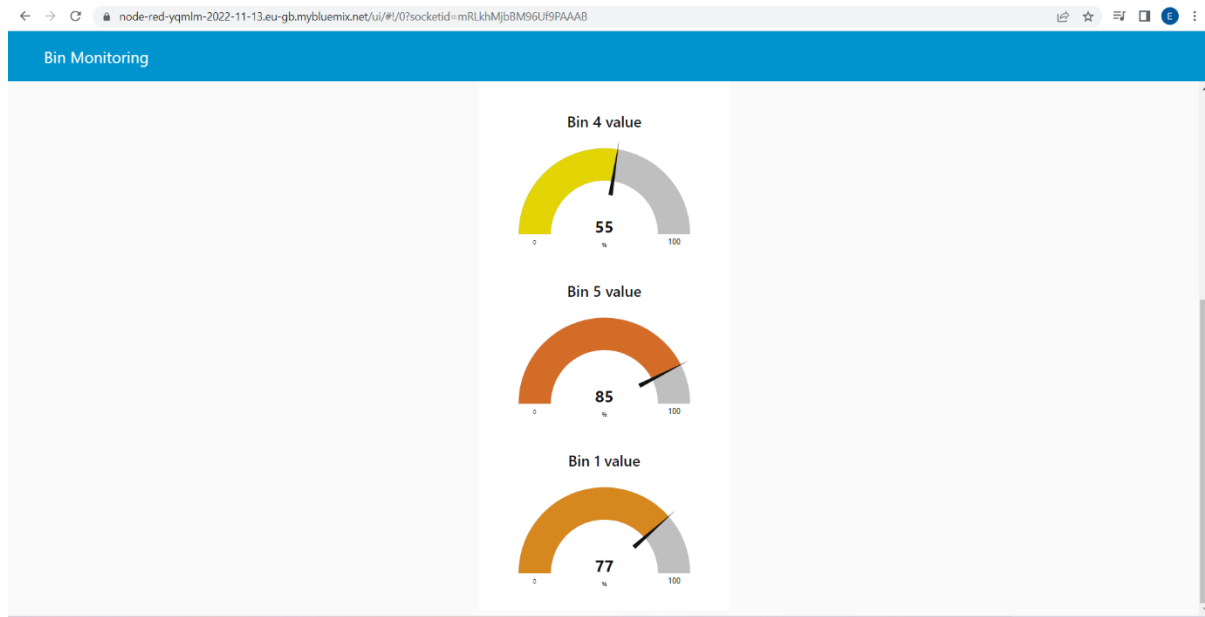 node-red-yqmlm-2022-11-13.eu-gb.mybluemix.net/ui/#!/0?socketid=mRLkhMjbBM96Uf9PAAAB
E
Bin Monitoring
Bin 4 value
55
0 % 100
Bin 5 value
85
0 % 100
Bin 1 value
77
0 % 100